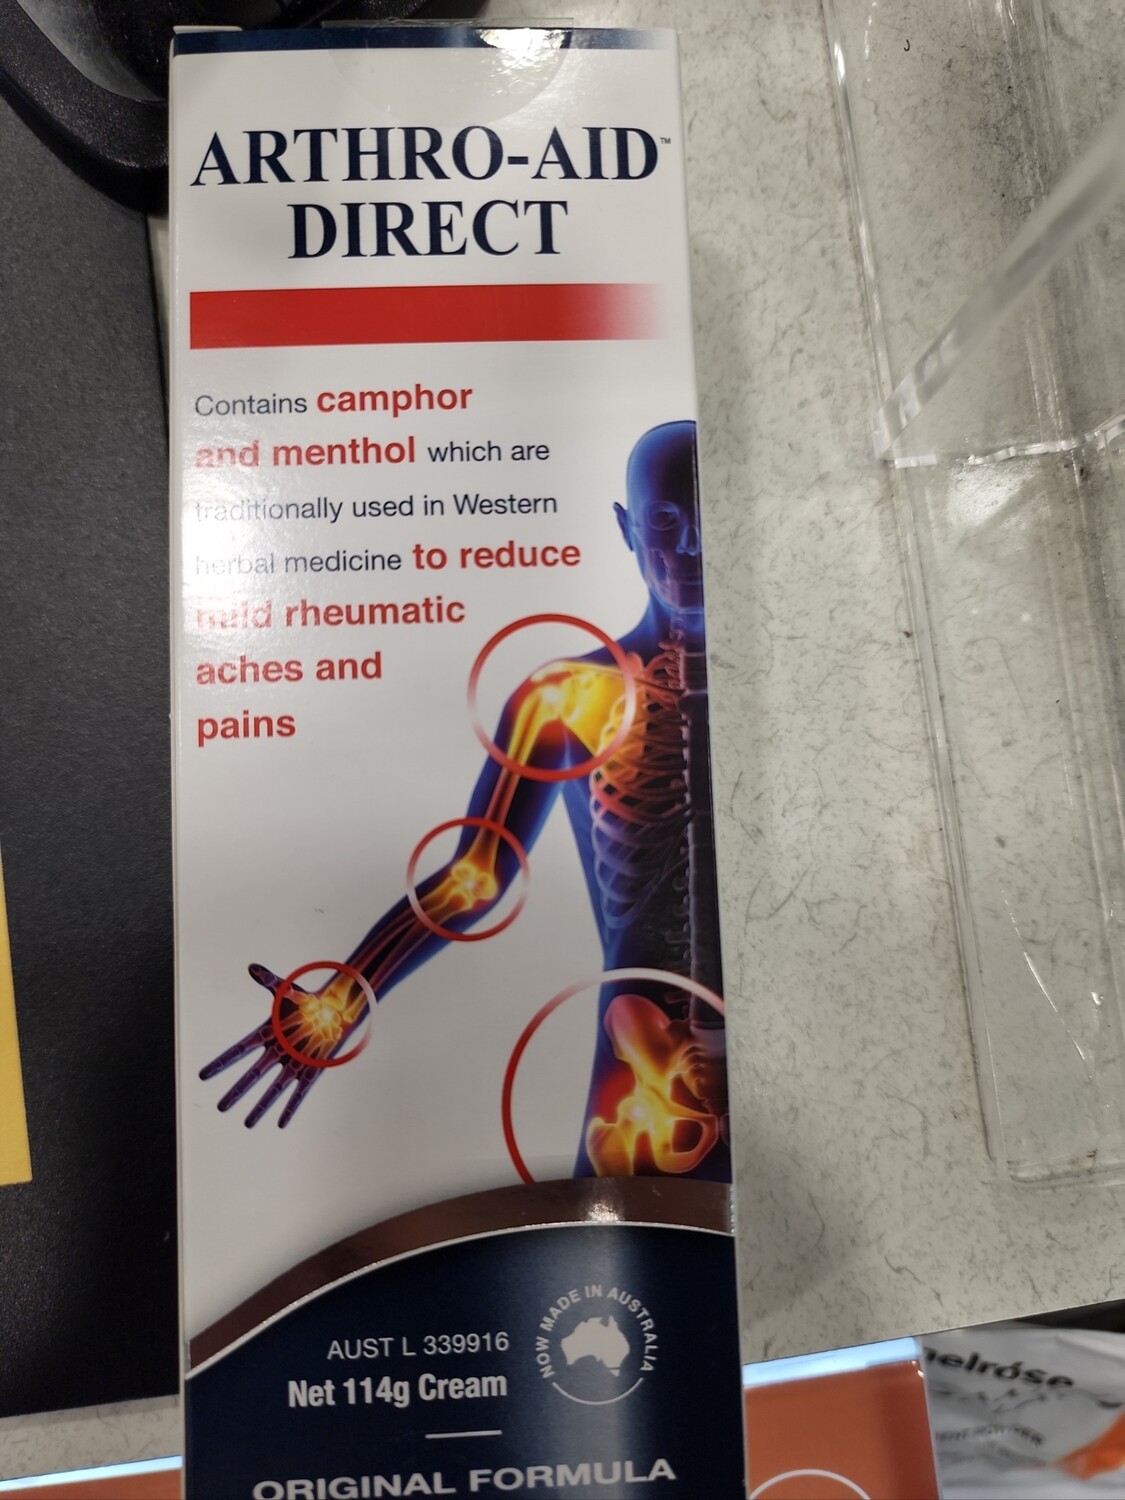 ARTHRO-AID™
DIRECT
Contains camphor
and menthol which are
traditionally used in Western
herbal medicine to reduce
mild rheumatic
aches and
pains
AUST L 339916
Net 114g Cream
NOW MADE IN AUSTRALIA
ORIGINAL FORMULA